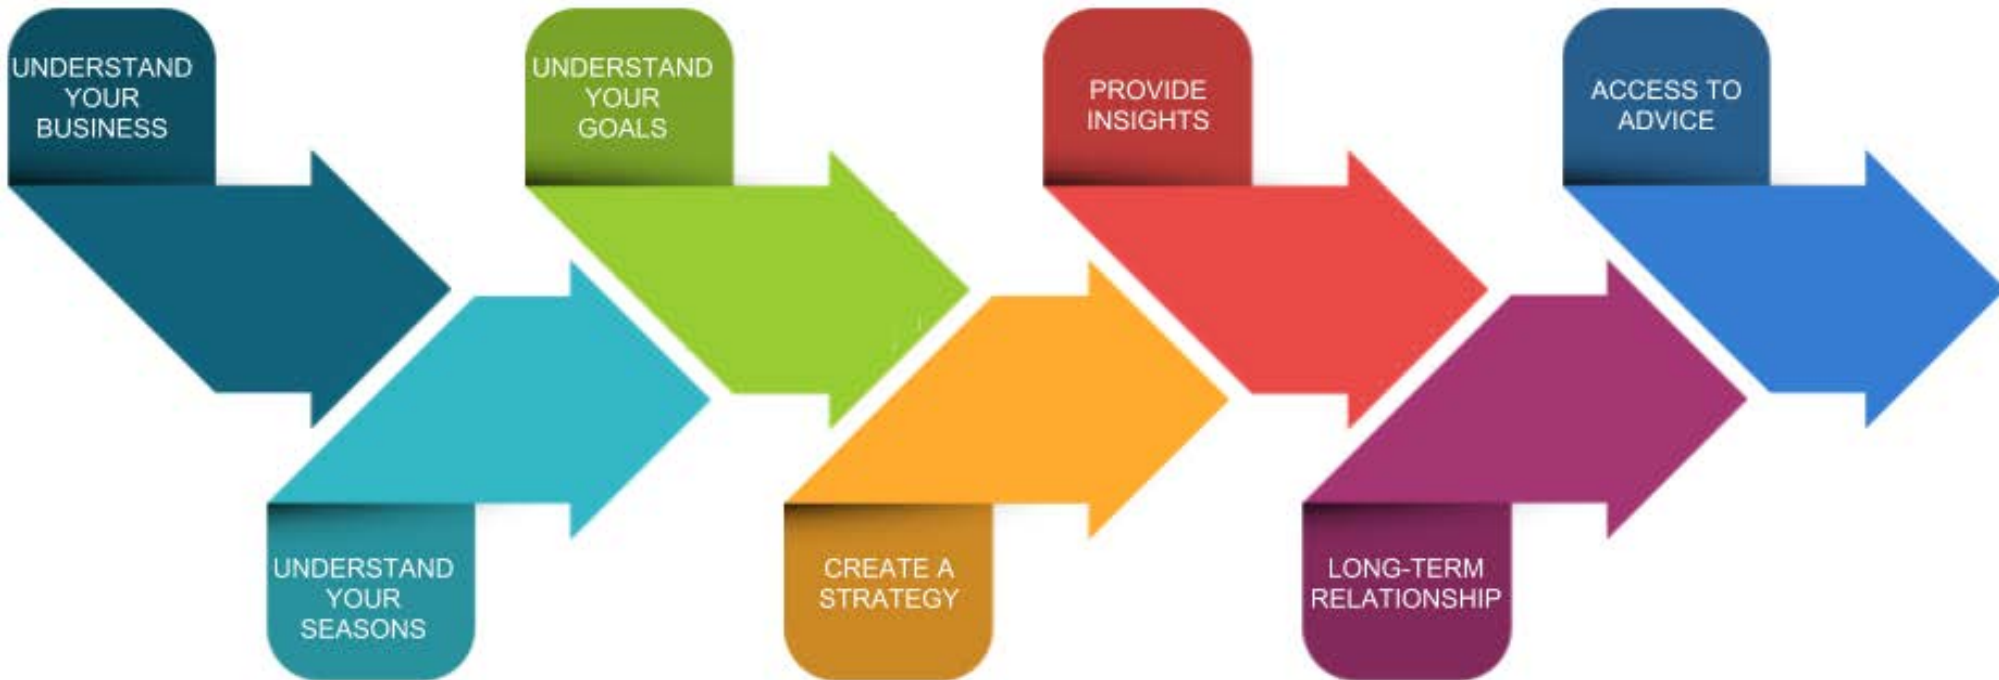 UNDERSTAND
YOUR
BUSINESS
UNDERSTAND
YOUR
SEASONS
UNDERSTAND
YOUR
GOALS
CREATE A
STRATEGY
PROVIDE
INSIGHTS
LONG-TERM
RELATIONSHIP
ACCESS TO
ADVICE